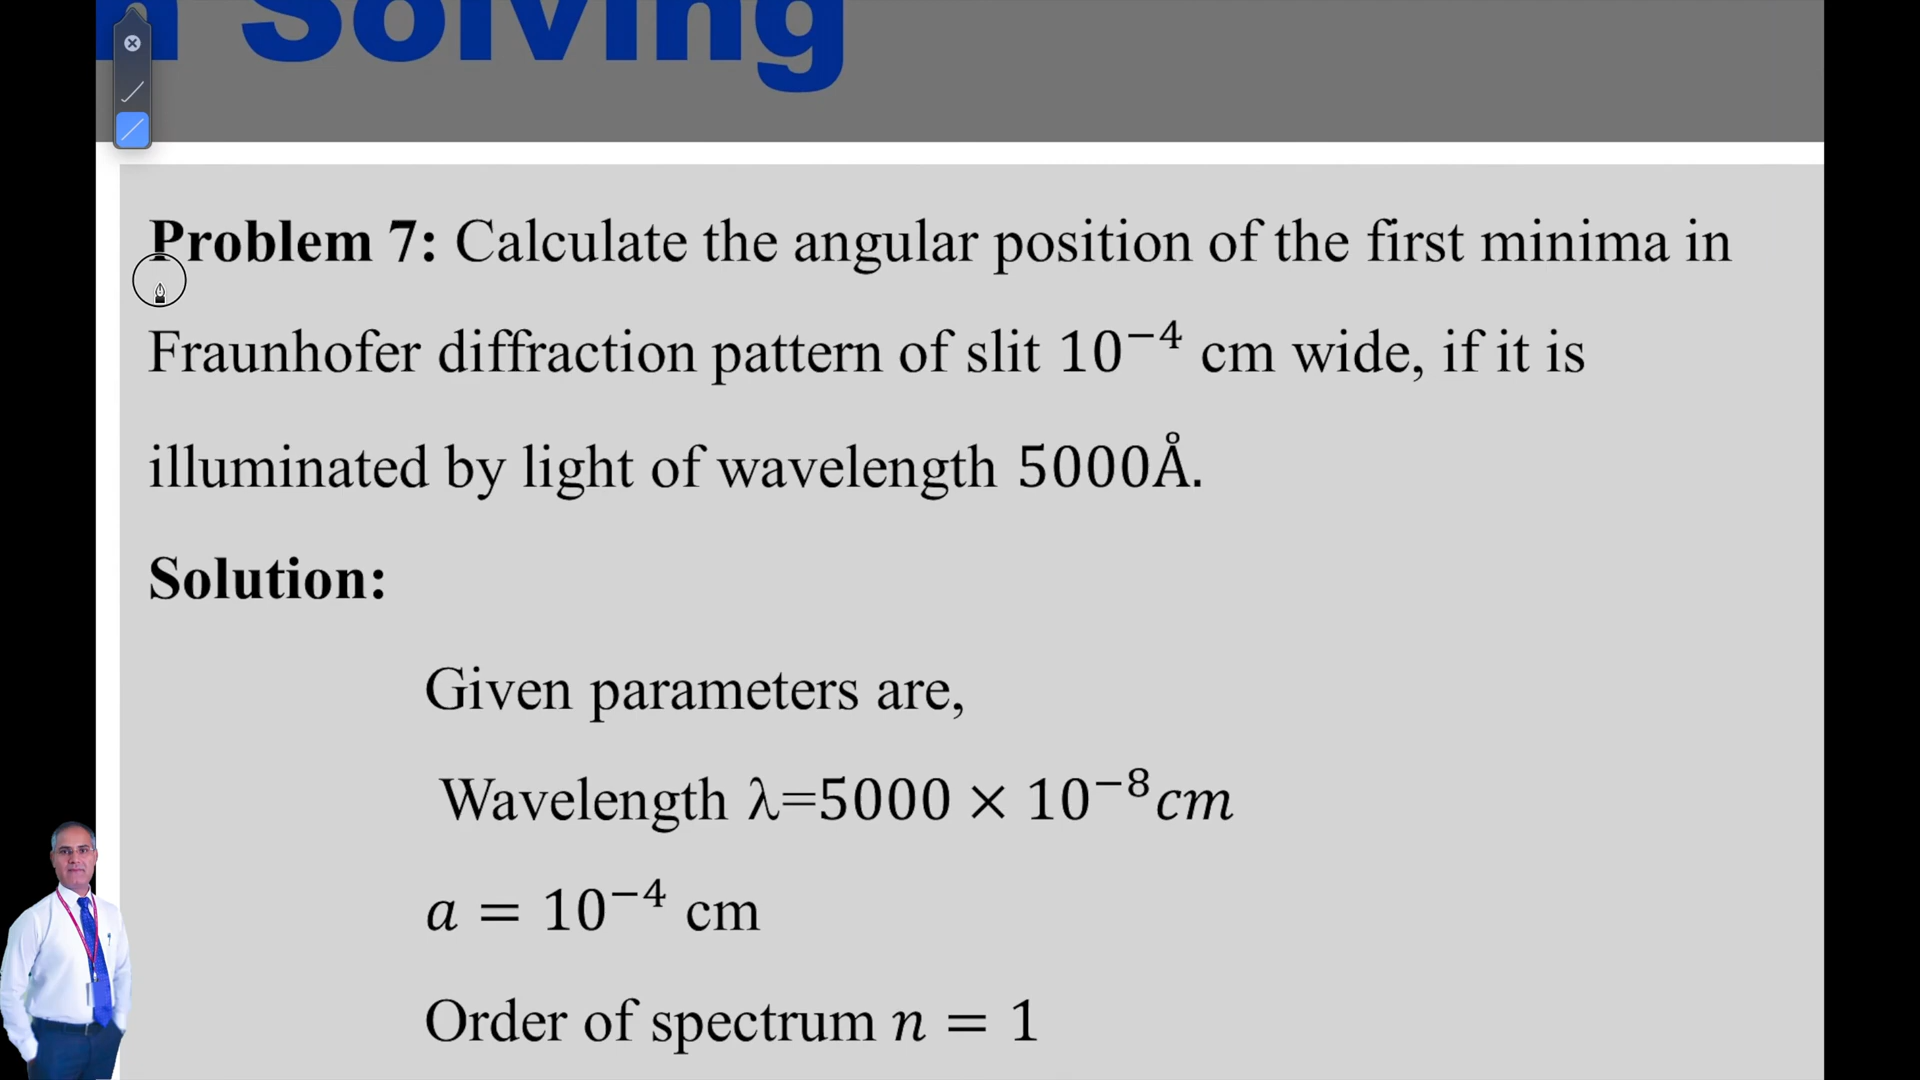 Solving
Problem 7: Calculate the angular position of the first minima in
Fraunhofer diffraction pattern of slit 10⁻⁴ cm wide, if it is
illuminated by light of wavelength 5000Å.
Solution:
Given parameters are,
Wavelength λ=5000 × 10⁻⁸cm
a = 10⁻⁴ cm
Order of spectrum n = 1